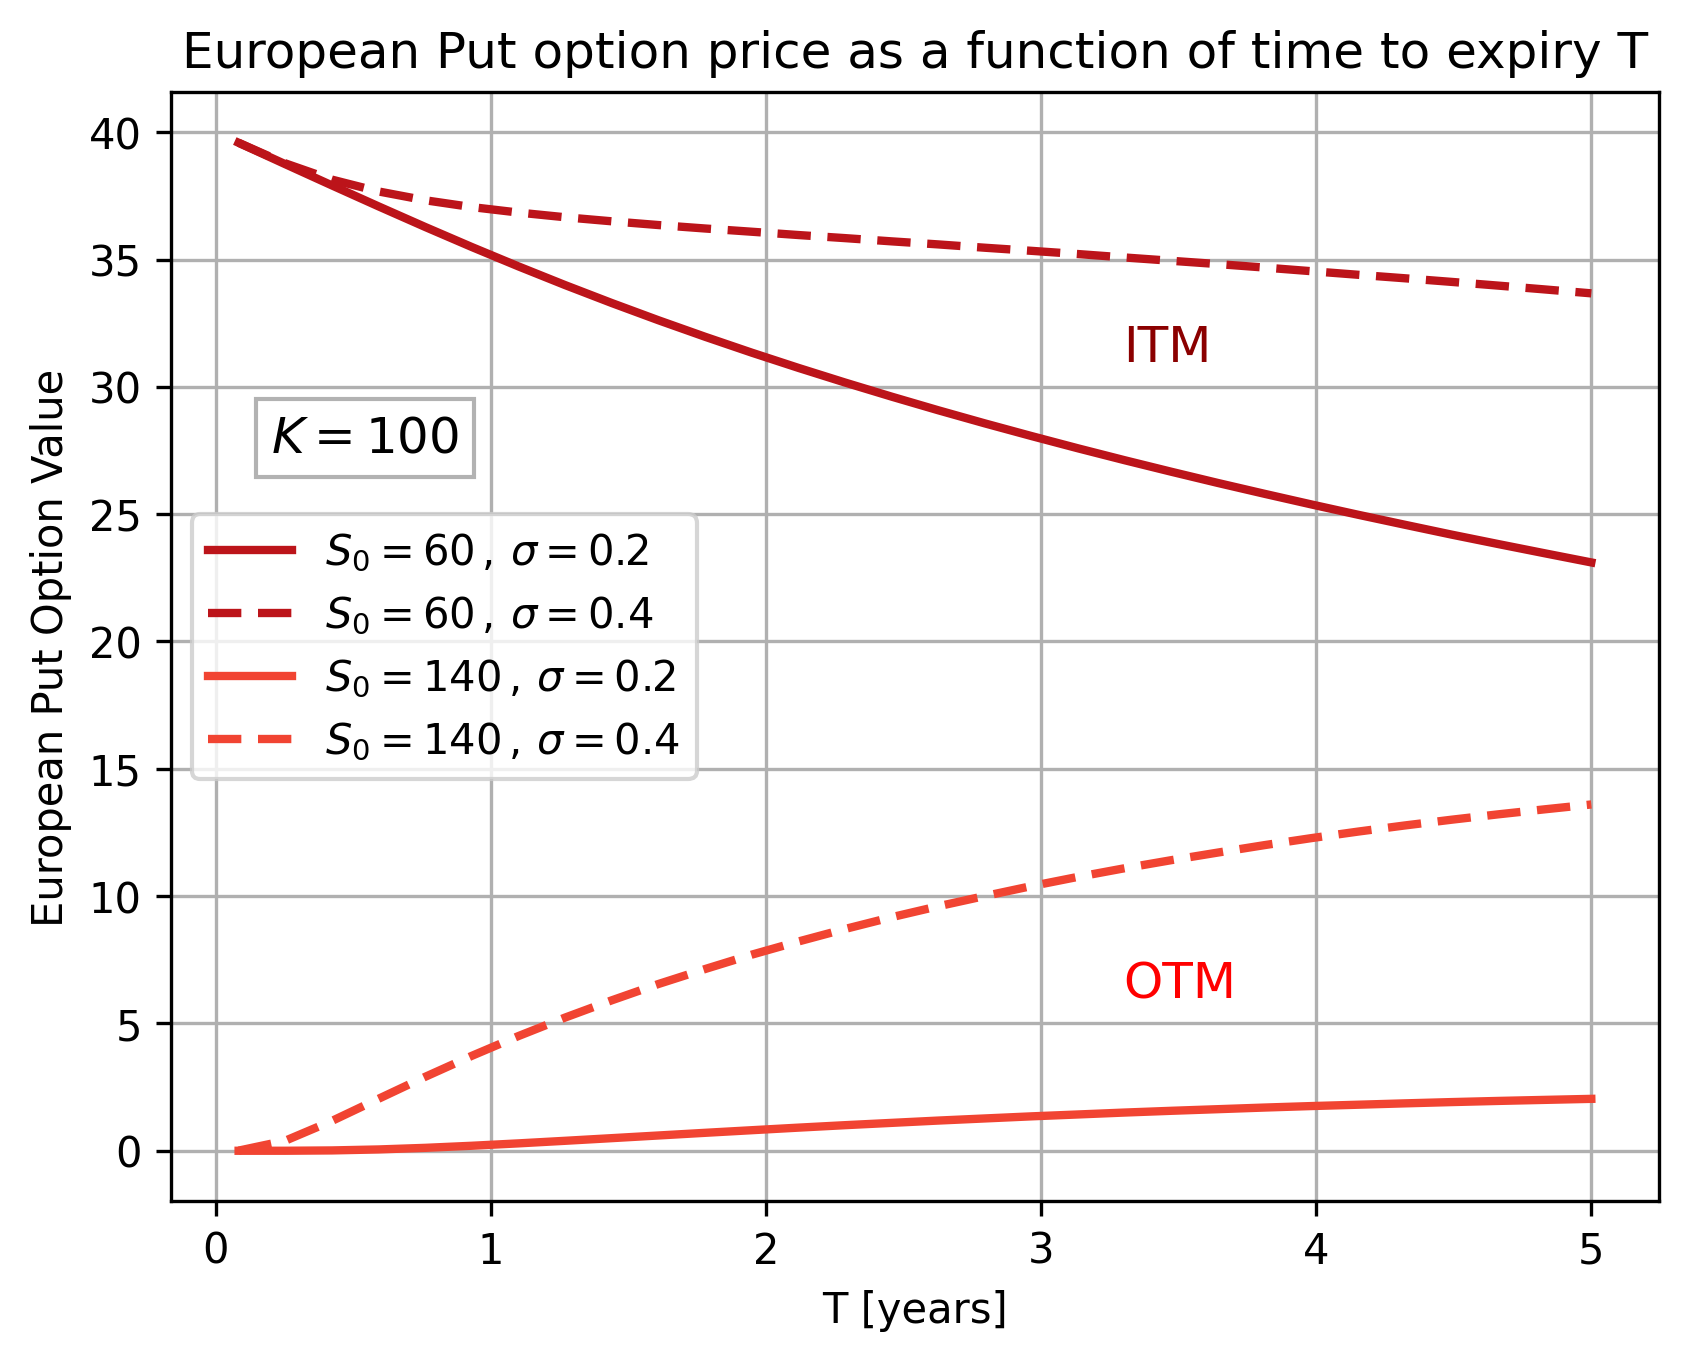 European Put option price as a function of time to expiry T
European Put Option Value
40
35
30
25
20
15
10
5
0
ITM
K = 100
S₀ = 60 , σ = 0.2
S₀ = 60 , σ = 0.4
S₀ = 140 , σ = 0.2
S₀ = 140 , σ = 0.4
OTM
0 1 2 3 4 5
T [years]